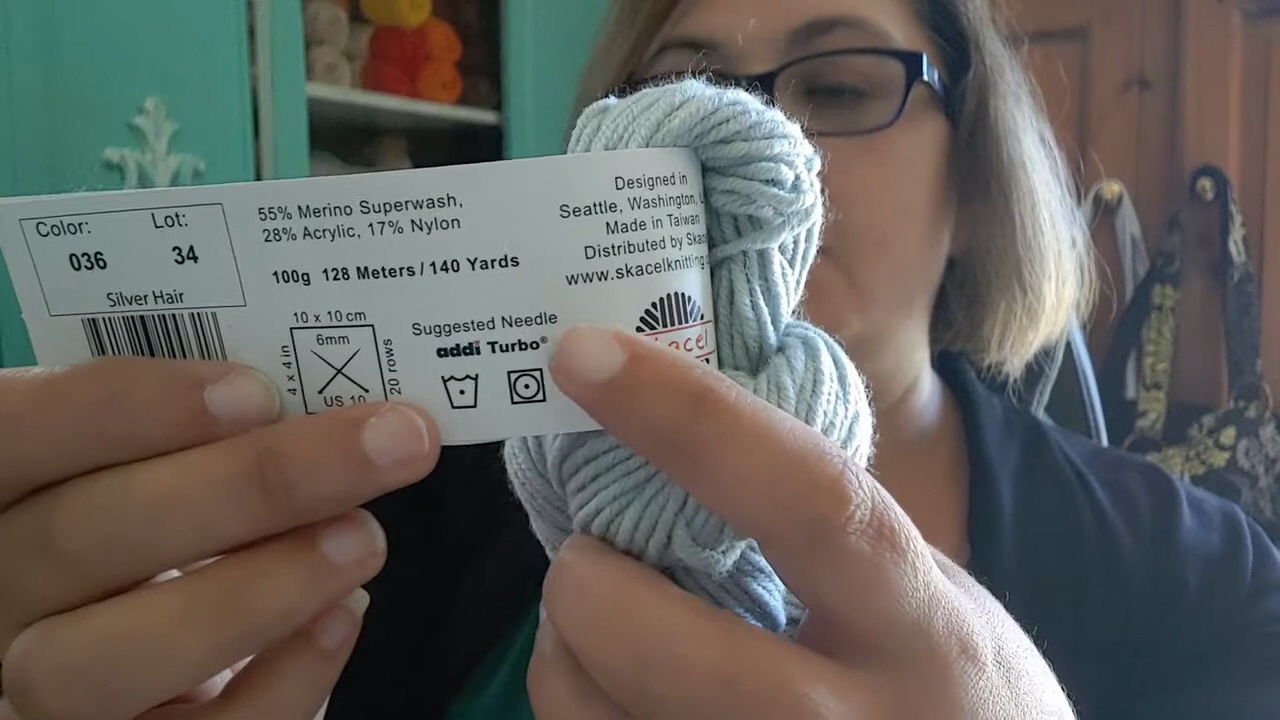 Color: Lot:
036 34
Silver Hair
55% Merino Superwash,
28% Acrylic, 17% Nylon
100g 128 Meters / 140 Yards
10 x 10 cm
4 x 4 in
6mm
US 10
20 rows
Suggested Needle
addi Turbo®
Designed in
Seattle, Washington,
Made in Taiwan
Distributed by
www.skacelknitting.